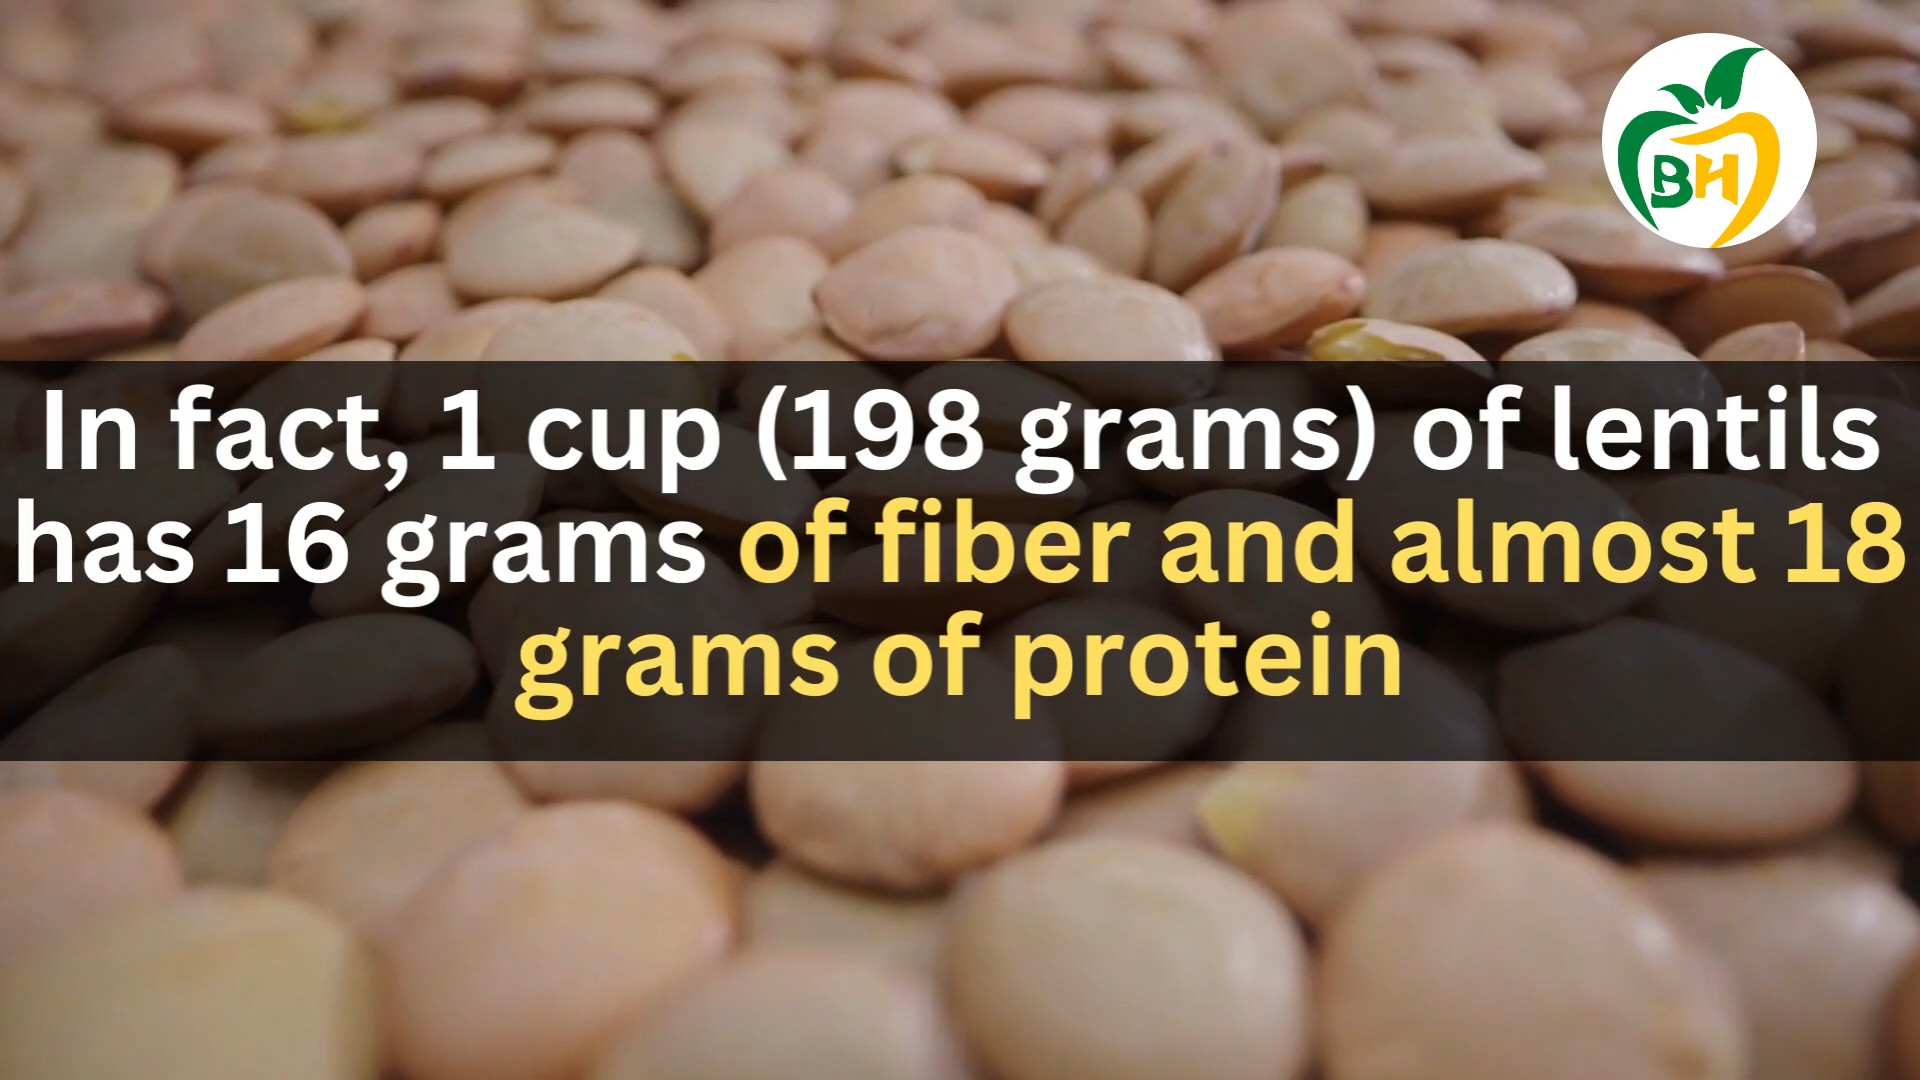 BH
In fact, 1 cup (198 grams) of lentils
has 16 grams of fiber and almost 18
grams of protein